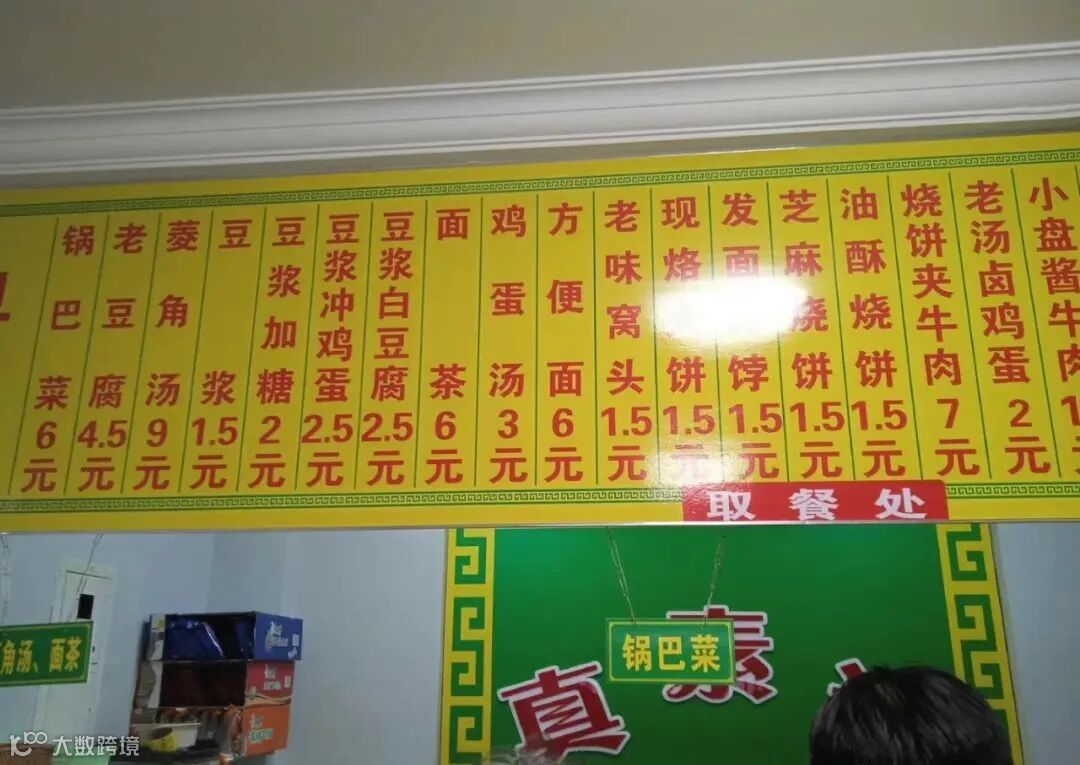 锅巴菜 6元
老豆腐 4.5元
菱角汤 9元
豆浆 1.5元
豆浆加糖 2元
豆浆冲鸡蛋 2.5元
豆浆白豆腐 2.5元
面茶 6元
鸡蛋汤 3元
方便面 6元
老味窝头 1.5元
现烙 饼 1.5元
发面 饽 1.5元
芝麻烧饼 1.5元
油酥烧饼 1.5元
烧饼夹牛肉 7元
老汤卤鸡蛋 2元
小盘酱牛肉
取餐处
角汤、面茶
锅巴菜
真素
大数跨境